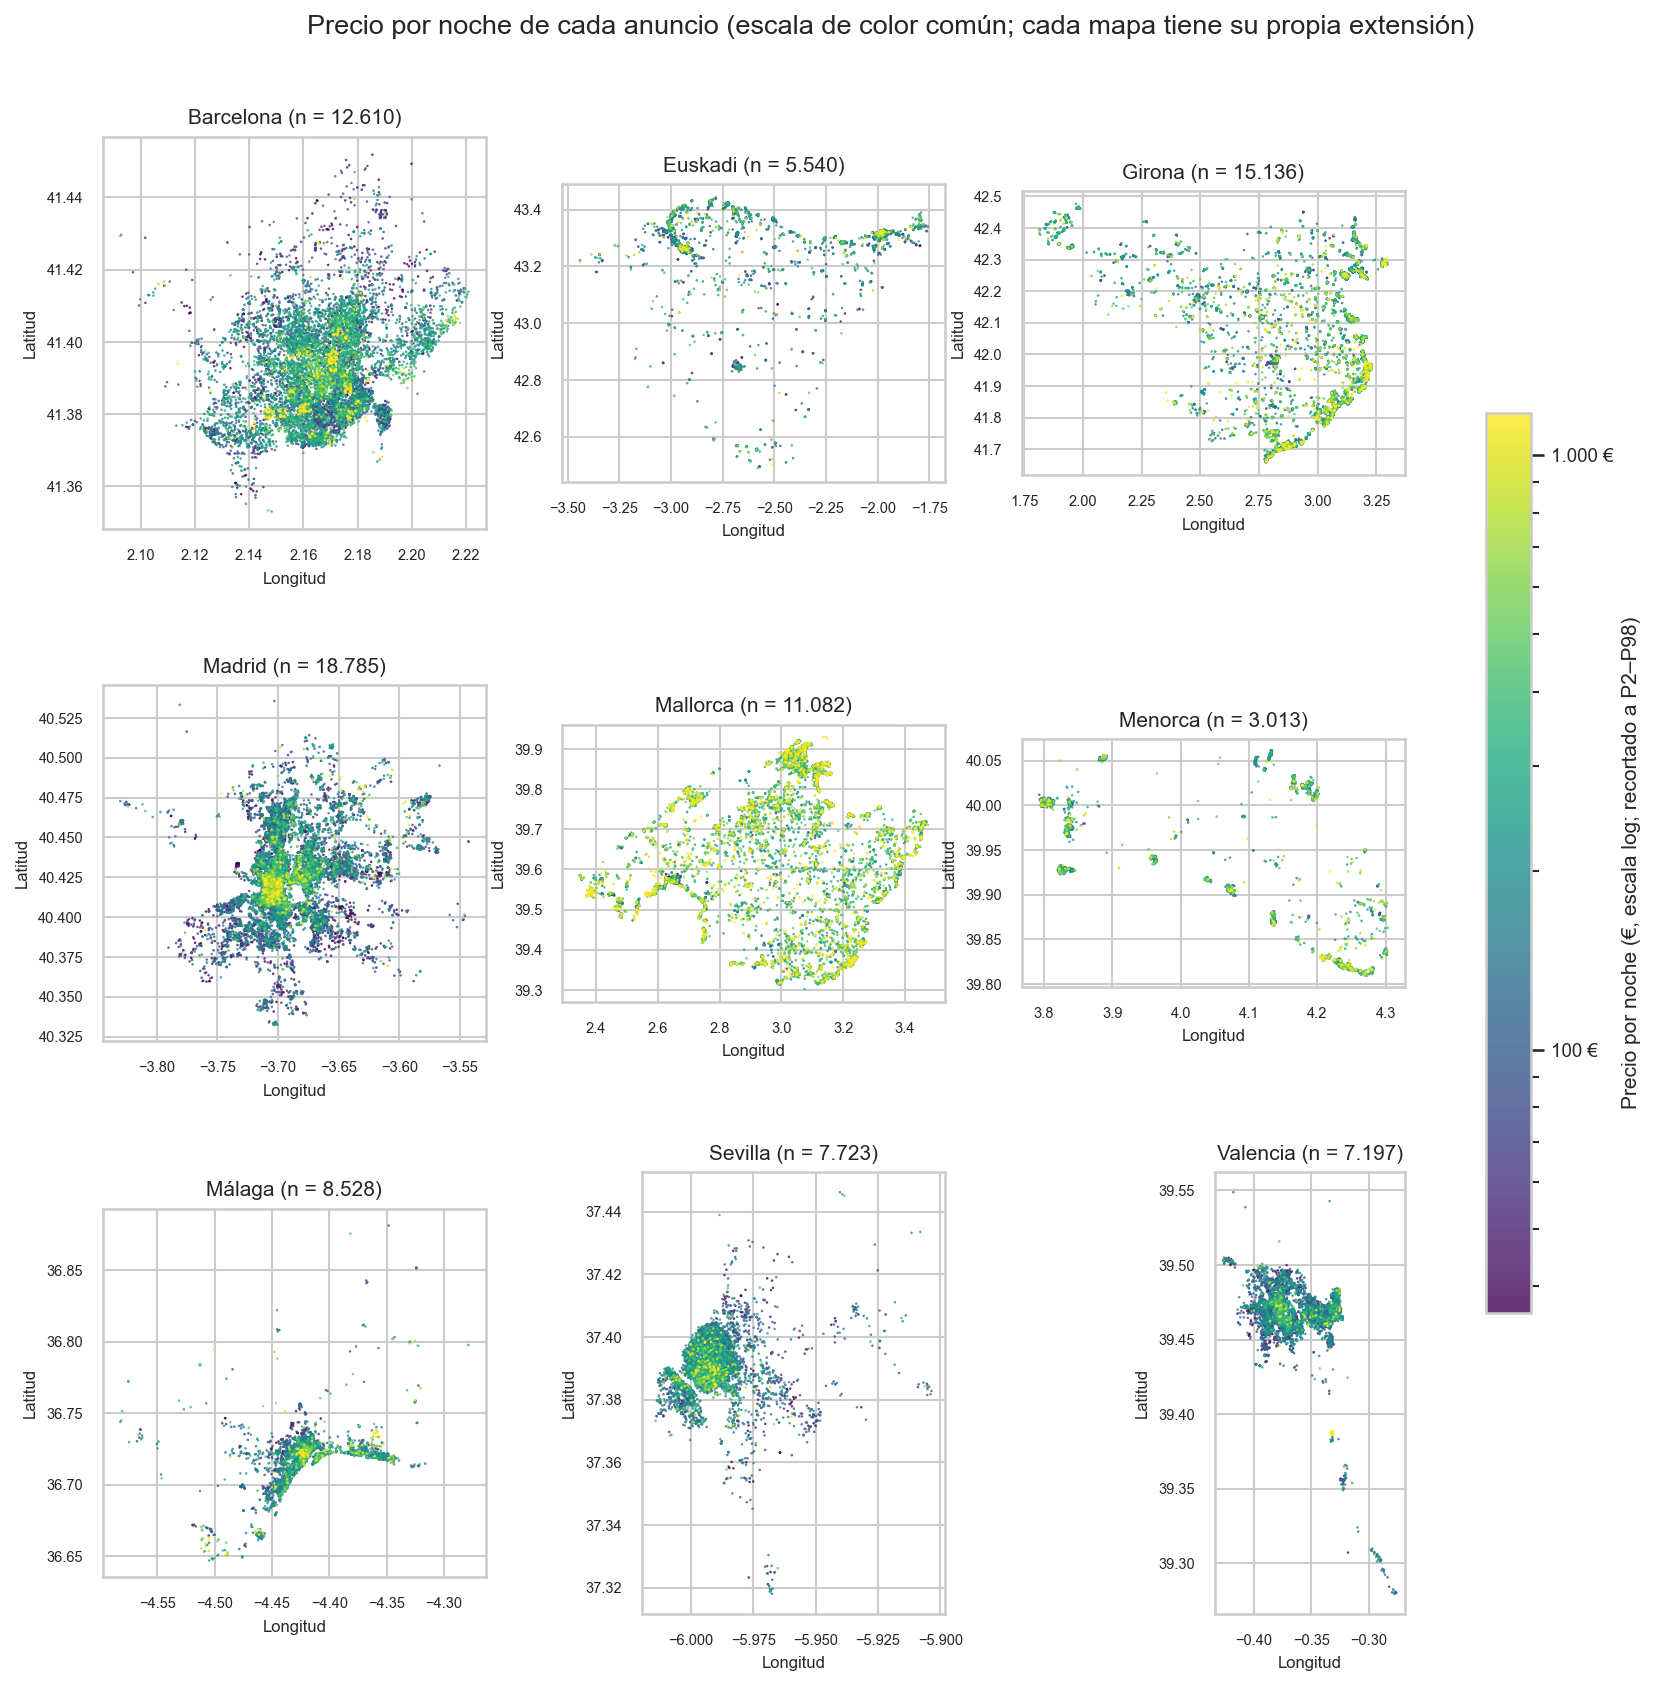 Precio por noche de cada anuncio (escala de color común; cada mapa tiene su propia extensión)
Barcelona (n = 12.610)
Latitud
41.44
41.42
41.40
41.38
41.36
2.10 2.12 2.14 2.16 2.18 2.20 2.22
Longitud
Euskadi (n = 5.540)
Latitud
43.4
43.2
43.0
42.8
42.6
−3.50 −3.25 −3.00 −2.75 −2.50 −2.25 −2.00 −1.75
Longitud
Girona (n = 15.136)
Latitud
42.5
42.4
42.3
42.2
42.1
42.0
41.9
41.8
41.7
1.75 2.00 2.25 2.50 2.75 3.00 3.25
Longitud
Madrid (n = 18.785)
Latitud
40.525
40.500
40.475
40.450
40.425
40.400
40.375
40.350
40.325
−3.80 −3.75 −3.70 −3.65 −3.60 −3.55
Longitud
Mallorca (n = 11.082)
Latitud
39.9
39.8
39.7
39.6
39.5
39.4
39.3
2.4 2.6 2.8 3.0 3.2 3.4
Longitud
Menorca (n = 3.013)
Latitud
40.05
40.00
39.95
39.90
39.85
39.80
3.8 3.9 4.0 4.1 4.2 4.3
Longitud
Málaga (n = 8.528)
Latitud
36.85
36.80
36.75
36.70
36.65
−4.55 −4.50 −4.45 −4.40 −4.35 −4.30
Longitud
Sevilla (n = 7.723)
Latitud
37.44
37.42
37.40
37.38
37.36
37.34
37.32
−6.000 −5.975 −5.950 −5.925 −5.900
Longitud
Valencia (n = 7.197)
Latitud
39.55
39.50
39.45
39.40
39.35
39.30
−0.40 −0.35 −0.30
Longitud
1.000 €
100 €
Precio por noche (€, escala log; recortado a P2–P98)